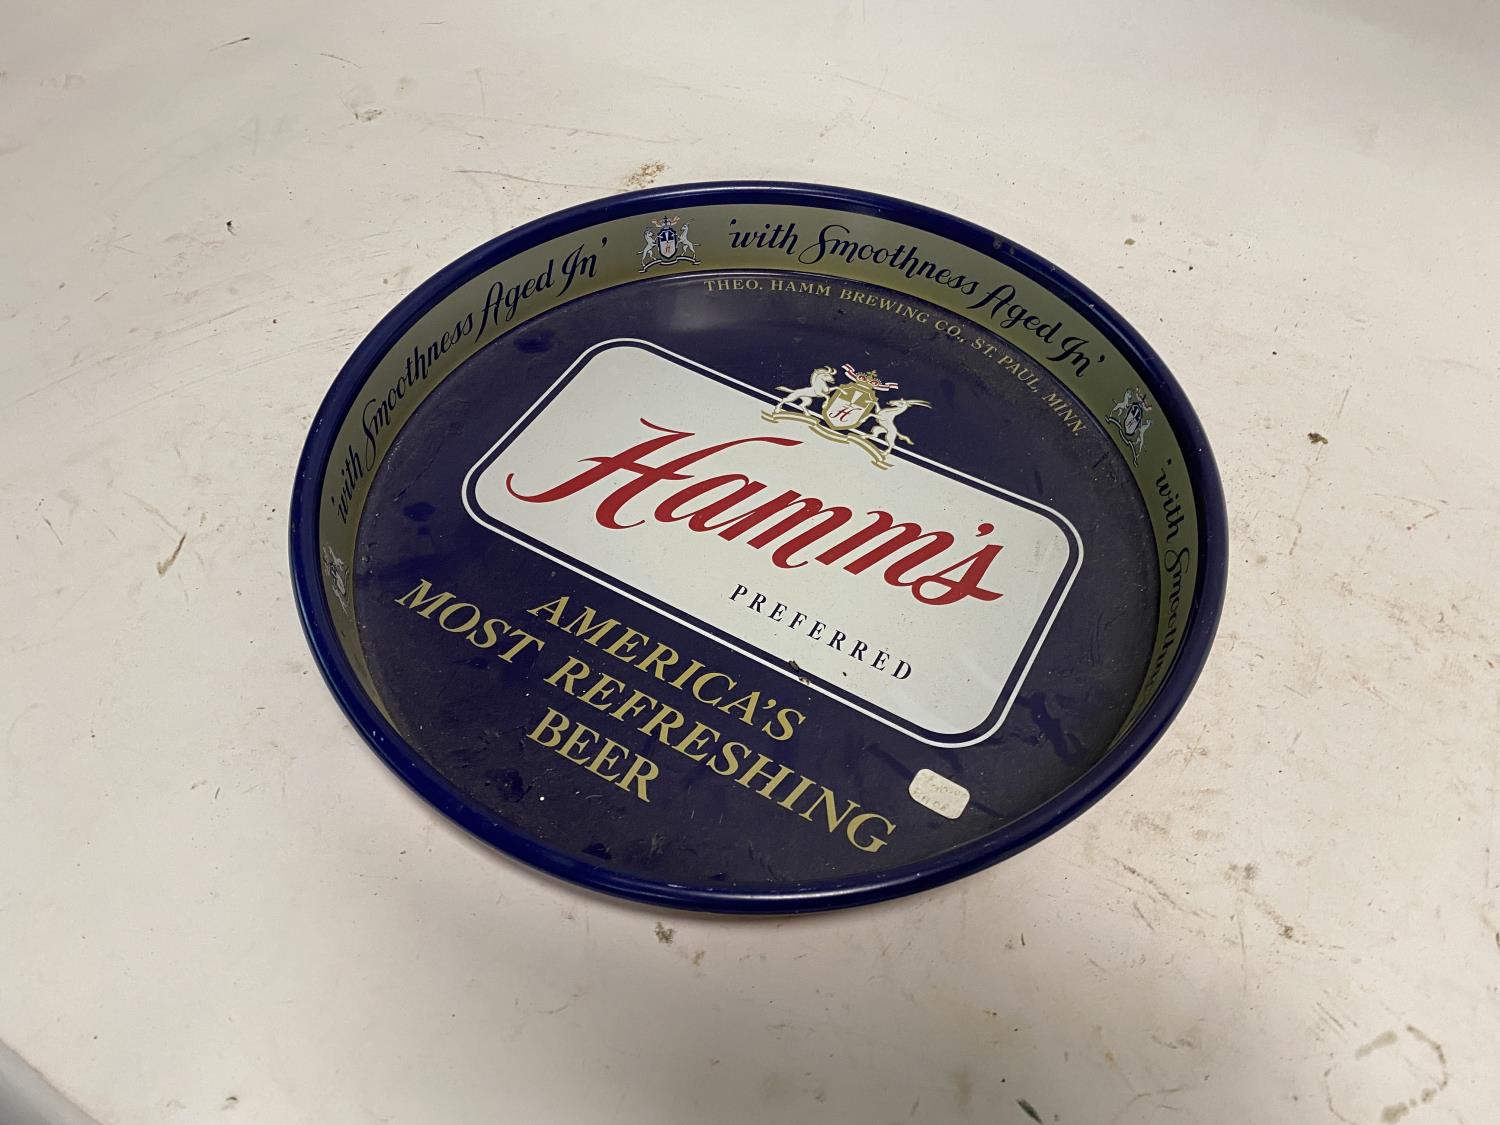 'with Smoothness Aged In'
'with Smoothness Aged In'
'with Smoothness
THEO. HAMM BREWING CO., ST. PAUL, MINN.
H
Hamm's
PREFERRED
AMERICA'S
MOST REFRESHING
BEER